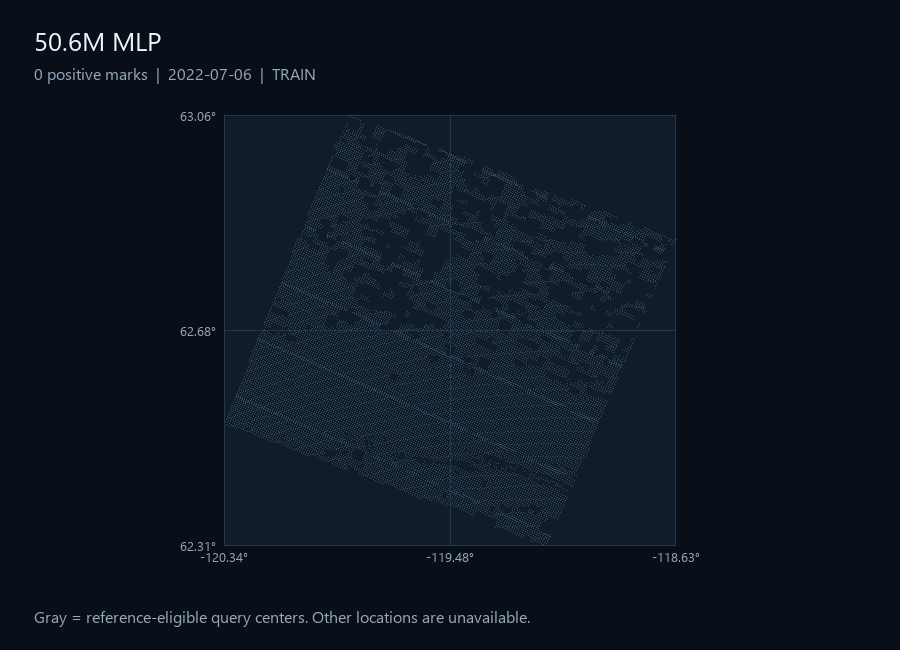 50.6M MLP
0 positive marks | 2022-07-06 | TRAIN
63.06°
62.68°
62.31°
-120.34° -119.48° -118.63°
Gray = reference-eligible query centers. Other locations are unavailable.